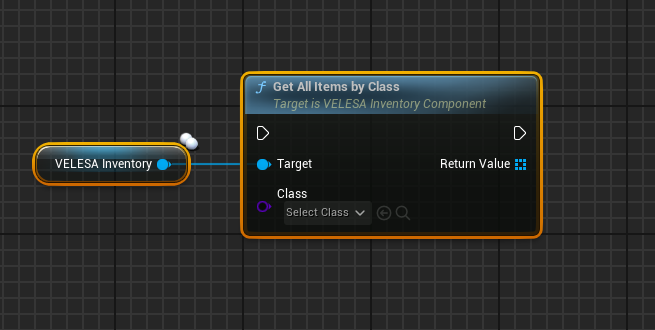 Get All Items by Class
Target is VELESA Inventory Component
VELESA Inventory
Target
Return Value
Class
Select Class